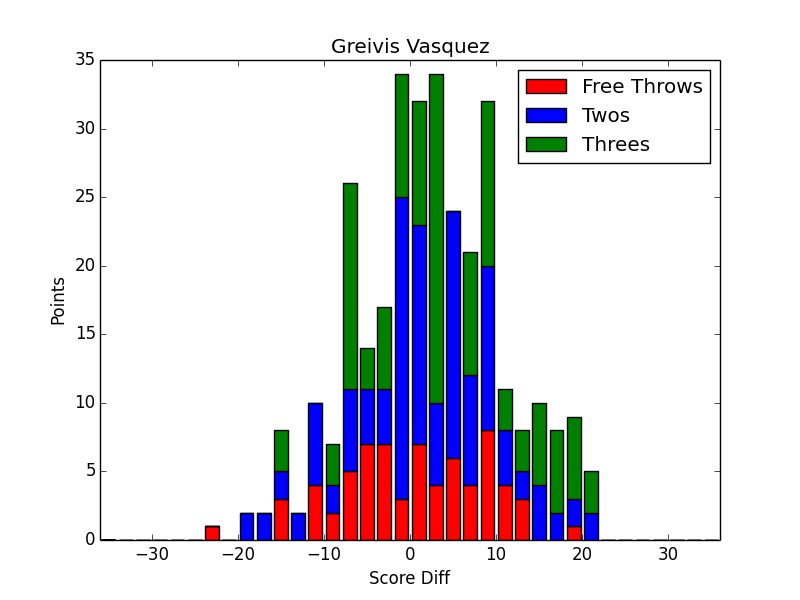 Greivis Vasquez
35
30
25
20
15
10
5
0
Points
Free Throws
Twos
Threes
−30 −20 −10 0 10 20 30
Score Diff